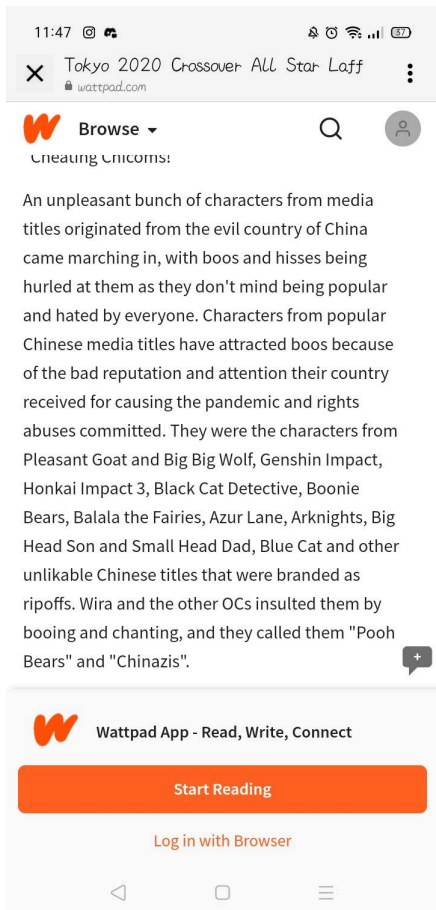 11:47
37
Tokyo 2020 Crossover All Star Laff
wattpad.com
Browse
"Cheating Chicoms!
An unpleasant bunch of characters from media
titles originated from the evil country of China
came marching in, with boos and hisses being
hurled at them as they don't mind being popular
and hated by everyone. Characters from popular
Chinese media titles have attracted boos because
of the bad reputation and attention their country
received for causing the pandemic and rights
abuses committed. They were the characters from
Pleasant Goat and Big Big Wolf, Genshin Impact,
Honkai Impact 3, Black Cat Detective, Boonie
Bears, Balala the Fairies, Azur Lane, Arknights, Big
Head Son and Small Head Dad, Blue Cat and other
unlikable Chinese titles that were branded as
ripoffs. Wira and the other OCs insulted them by
booing and chanting, and they called them "Pooh
Bears" and "Chinazis".
+
Wattpad App - Read, Write, Connect
Start Reading
Log in with Browser